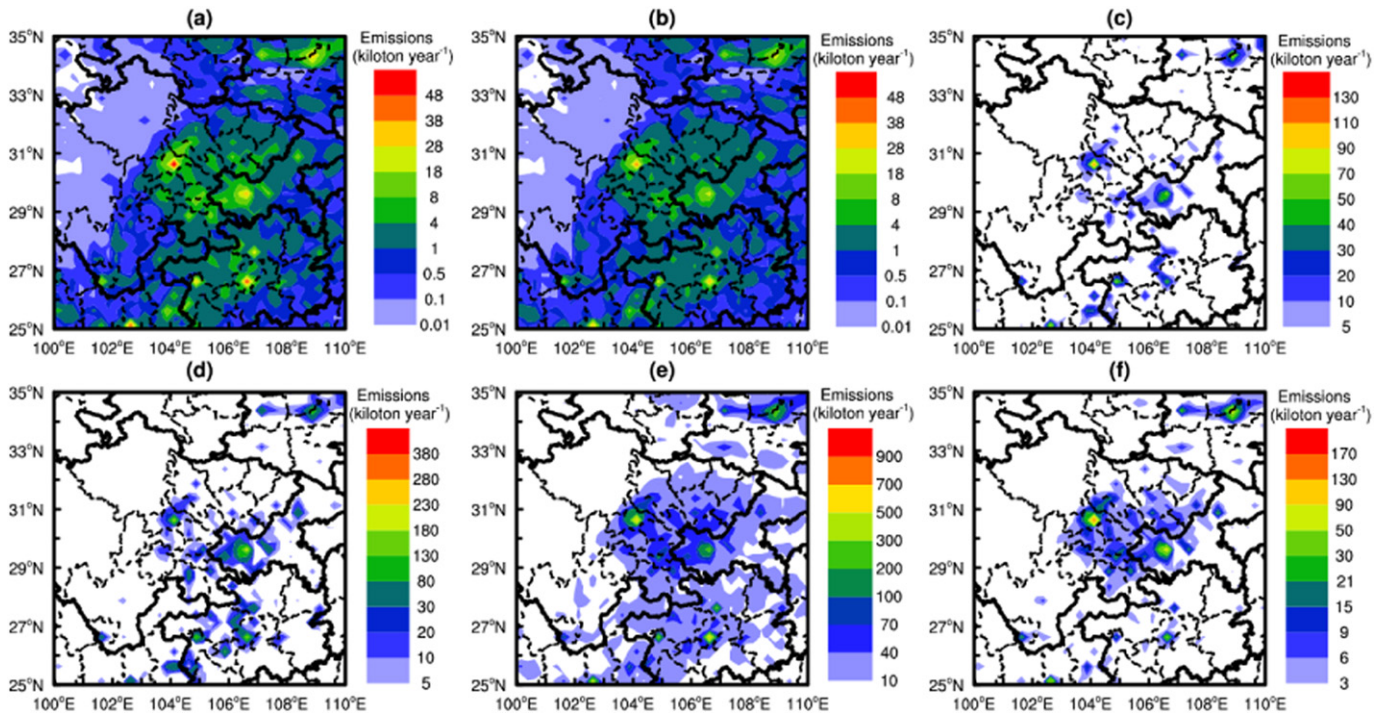 (a)
(b)
(c)
35°N
33°N
31°N
29°N
27°N
25°N
100°E 102°E 104°E 106°E 108°E 110°E
Emissions
(kiloton year⁻¹)
48
38
28
18
8
4
1
0.5
0.1
0.01
35°N
33°N
31°N
29°N
27°N
25°N
100°E 102°E 104°E 106°E 108°E 110°E
Emissions
(kiloton year⁻¹)
48
38
28
18
8
4
1
0.5
0.1
0.01
35°N
33°N
31°N
29°N
27°N
25°N
100°E 102°E 104°E 106°E 108°E 110°E
Emissions
(kiloton year⁻¹)
130
110
90
70
50
40
30
20
10
5
(d)
(e)
(f)
35°N
33°N
31°N
29°N
27°N
25°N
100°E 102°E 104°E 106°E 108°E 110°E
Emissions
(kiloton year⁻¹)
380
280
230
180
130
80
30
20
10
5
35°N
33°N
31°N
29°N
27°N
25°N
100°E 102°E 104°E 106°E 108°E 110°E
Emissions
(kiloton year⁻¹)
900
700
500
300
200
100
70
40
10
35°N
33°N
31°N
29°N
27°N
25°N
100°E 102°E 104°E 106°E 108°E 110°E
Emissions
(kiloton year⁻¹)
170
130
90
50
30
21
15
9
6
3